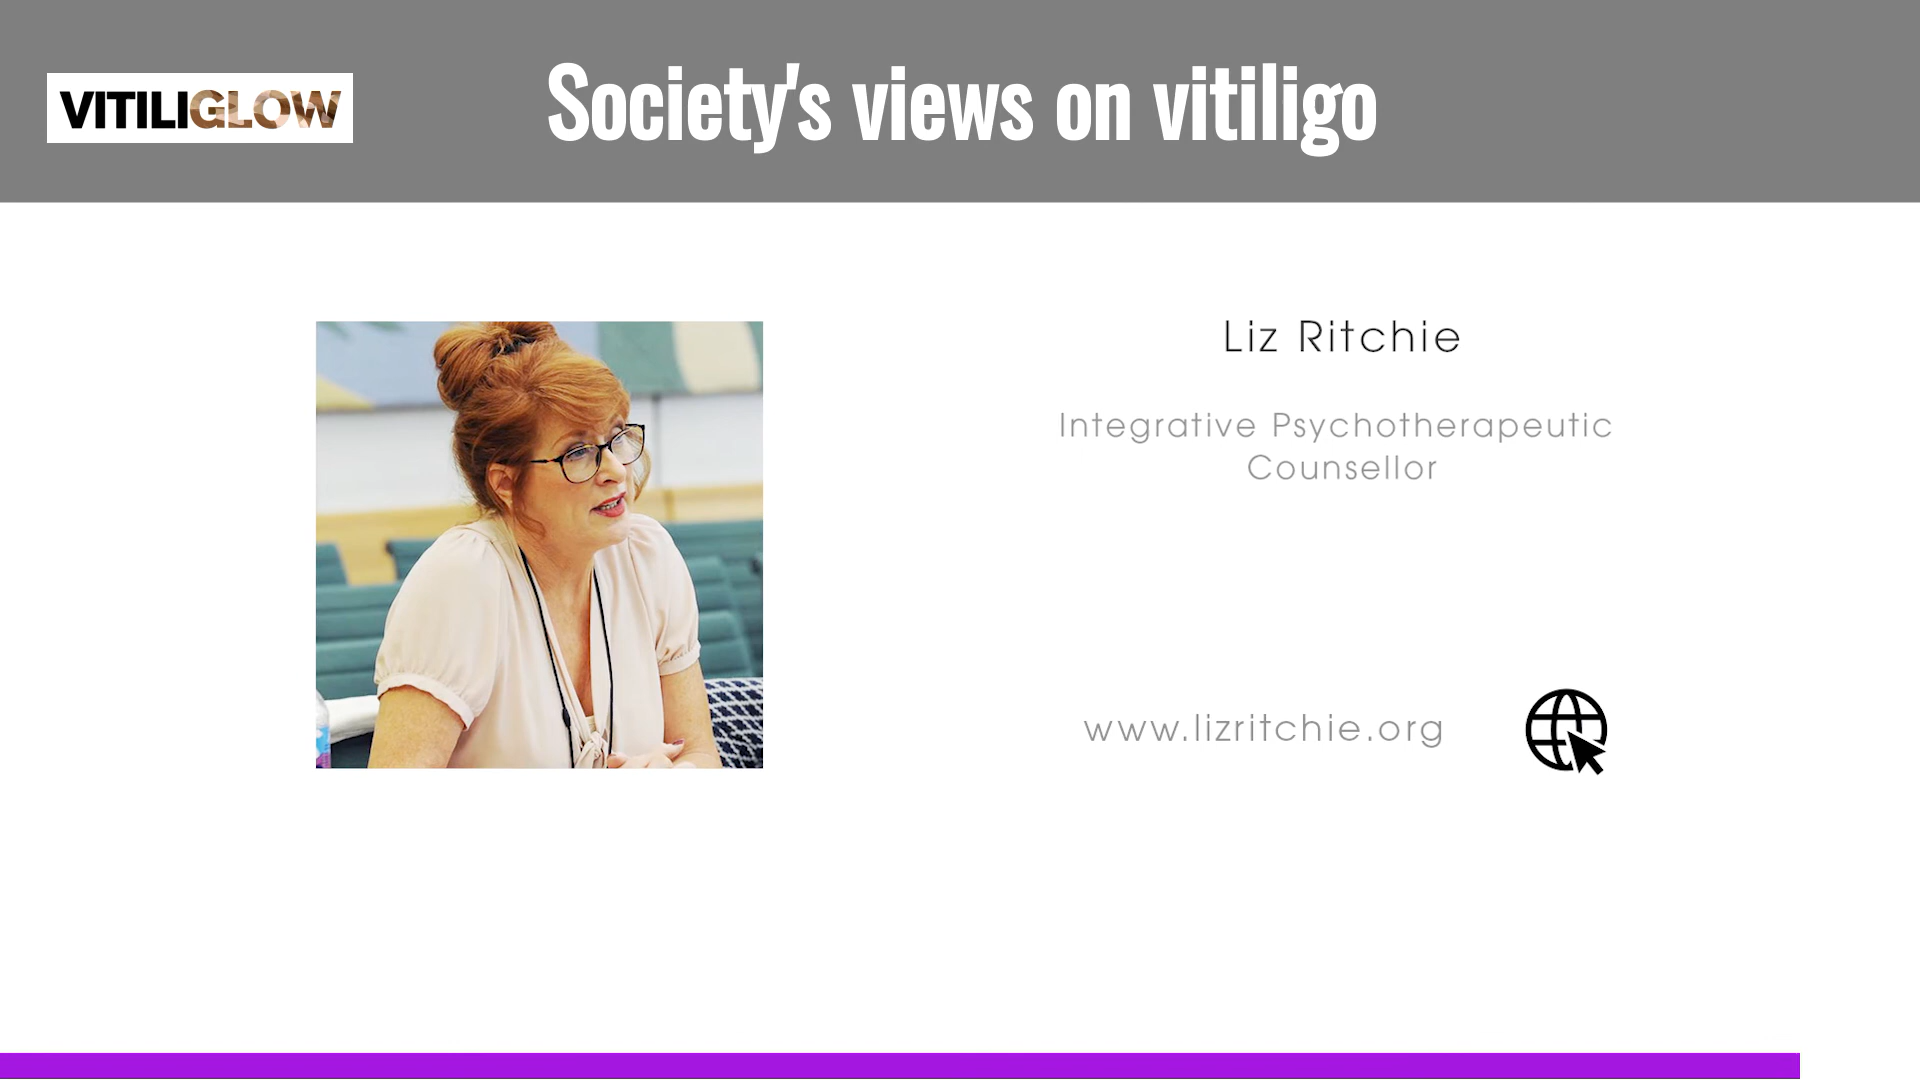 VITILIGLOW
Society's views on vitiligo
Liz Ritchie
Integrative Psychotherapeutic
Counsellor
www.lizritchie.org